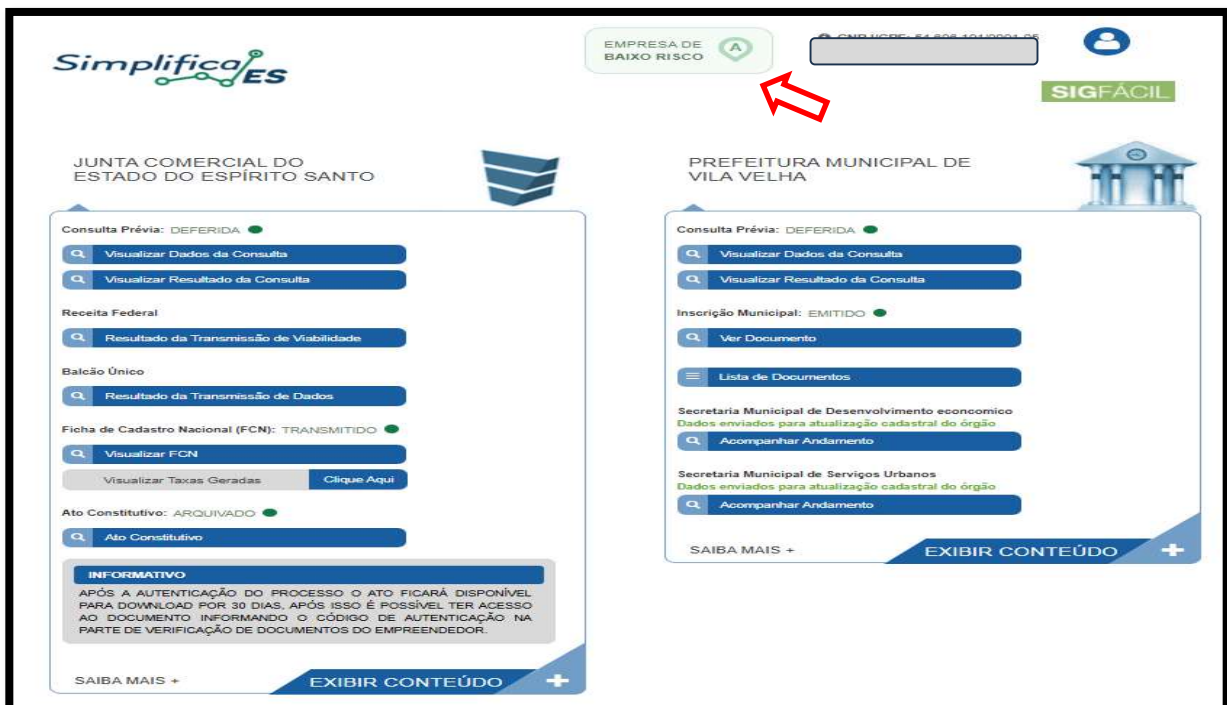 Simplifica ES
EMPRESA DE
BAIXO RISCO
A
SIGFÁCIL
JUNTA COMERCIAL DO
ESTADO DO ESPÍRITO SANTO
Consulta Prévia: DEFERIDA
Visualizar Dados da Consulta
Visualizar Resultado da Consulta
Receita Federal
Resultado da Transmissão de Viabilidade
Balcão Único
Resultado da Transmissão de Dados
Ficha de Cadastro Nacional (FCN): TRANSMITIDO
Visualizar FCN
Visualizar Taxas Geradas Clique Aqui
Ato Constitutivo: ARQUIVADO
Ato Constitutivo
INFORMATIVO
APÓS A AUTENTICAÇÃO DO PROCESSO O ATO FICARÁ DISPONÍVEL
PARA DOWNLOAD POR 30 DIAS, APÓS ISSO É POSSÍVEL TER ACESSO
AO DOCUMENTO INFORMANDO O CÓDIGO DE AUTENTICAÇÃO NA
PARTE DE VERIFICAÇÃO DE DOCUMENTOS DO EMPREENDEDOR.
SAIBA MAIS +
EXIBIR CONTEÚDO +
PREFEITURA MUNICIPAL DE
VILA VELHA
Consulta Prévia: DEFERIDA
Visualizar Dados da Consulta
Visualizar Resultado da Consulta
Inscrição Municipal: EMITIDO
Ver Documento
Lista de Documentos
Secretaria Municipal de Desenvolvimento econcomico
Dados enviados para atualização cadastral do órgão
Acompanhar Andamento
Secretaria Municipal de Serviços Urbanos
Dados enviados para atualização cadastral do órgão
Acompanhar Andamento
SAIBA MAIS +
EXIBIR CONTEÚDO +